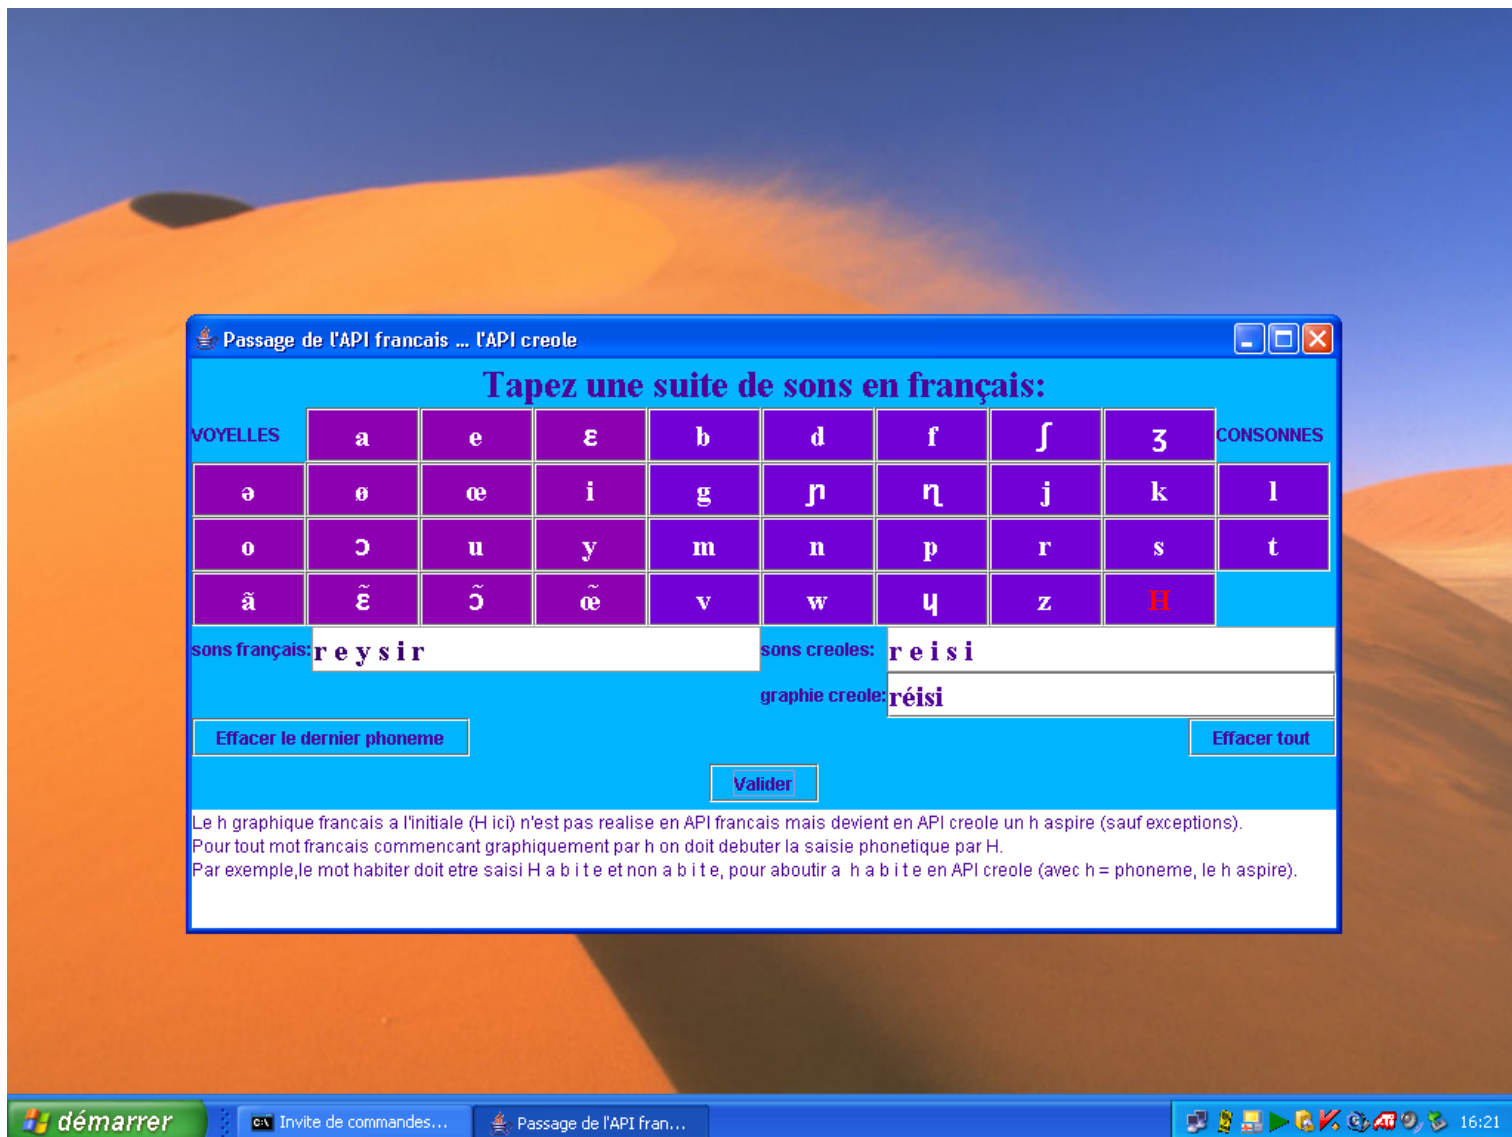 Passage de l'API francais ... l'API creole
Tapez une suite de sons en français:
VOYELLES a e ɛ b d f ʃ ʒ CONSONNES
ə ø œ i g ɲ ɳ j k l
o ɔ u y m n p r s t
ã ɛ̃ ɔ̃ œ̃ v w ɥ z H
sons français: r e y s i r sons creoles: r e i s i
graphie creole: réisi
Effacer le dernier phoneme Effacer tout
Valider
Le h graphique francais a l'initiale (H ici) n'est pas realise en API francais mais devient en API creole un h aspire (sauf exceptions).
Pour tout mot francais commencant graphiquement par h on doit debuter la saisie phonetique par H.
Par exemple,le mot habiter doit etre saisi H a b i t e et non a b i t e, pour aboutir a h a b i t e en API creole (avec h = phoneme, le h aspire).
démarrer Invite de commandes... Passage de l'API fran... 16:21